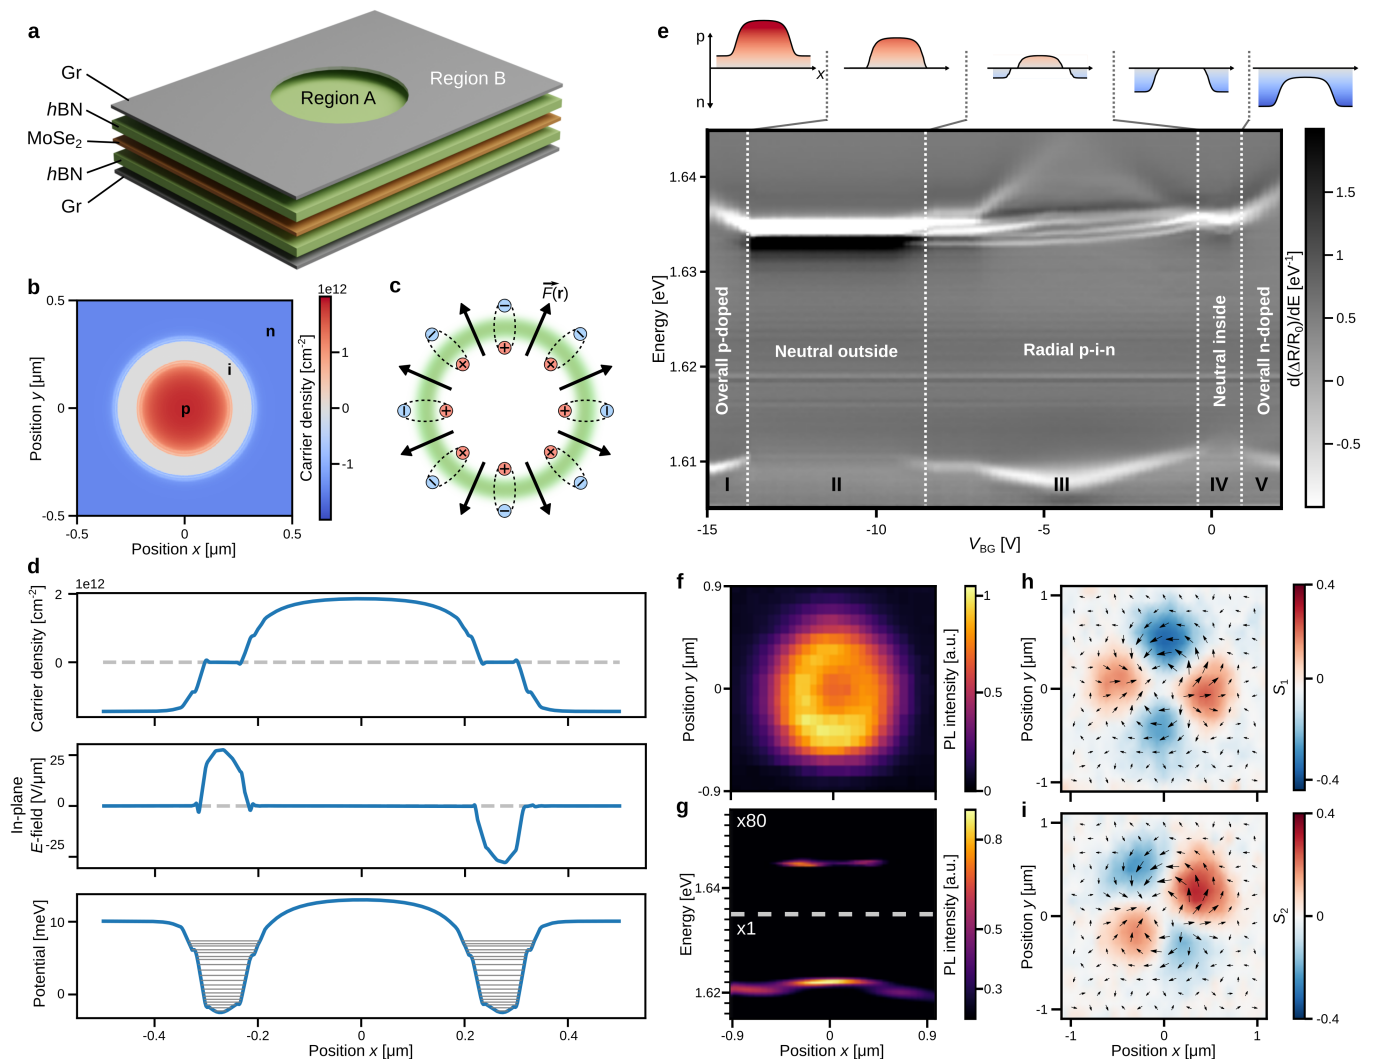 a
Gr
hBN
MoSe2
hBN
Gr
Region A
Region B
b
0.5
0
-0.5
-0.5
0
0.5
Position y [μm]
Position x [μm]
n
i
p
1e12
1
0
-1
Carrier density [cm-2]
c
F(r)
d
1e12
2
0
Carrier density [cm-2]
25
0
-25
In-plane
E-field [V/μm]
10
0
Potential [meV]
-0.4
-0.2
0
0.2
0.4
Position x [μm]
e
p
n
x
1.64
1.63
1.62
1.61
Energy [eV]
Overall p-doped
Neutral outside
Radial p-i-n
Neutral inside
Overall n-doped
I
II
III
IV
V
-15
-10
-5
0
VBG [V]
1.5
1
0.5
0
-0.5
d(ΔR/R0)/dE [eV-1]
f
0.9
0
-0.9
Position y [μm]
1
0.5
0
PL intensity [a.u.]
g
x80
x1
1.64
1.62
Energy [eV]
-0.9
0
0.9
Position x [μm]
0.8
0.5
0.3
PL intensity [a.u.]
h
1
0
-1
Position y [μm]
0.4
0
-0.4
S1
i
1
0
-1
Position y [μm]
-1
0
1
Position x [μm]
0.4
0
-0.4
S2